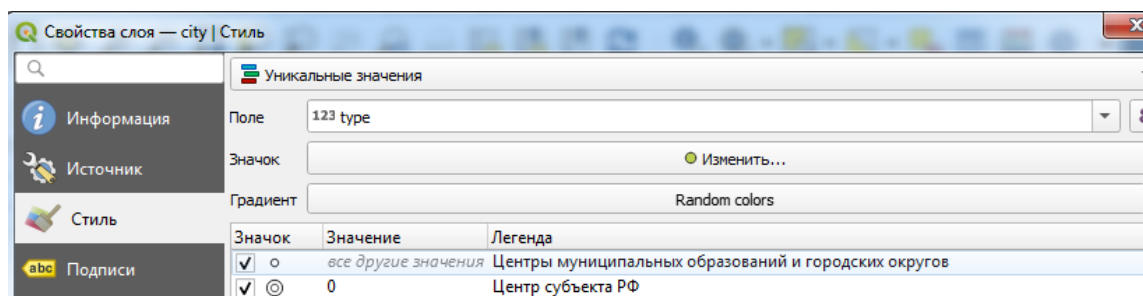 Свойства слоя — city | Стиль
Уникальные значения
Информация
Поле
123 type
Источник
Значок
Изменить...
Градиент
Random colors
Стиль
Значок Значение Легенда
все другие значения Центры муниципальных образований и городских округов
abc Подписи
0 Центр субъекта РФ